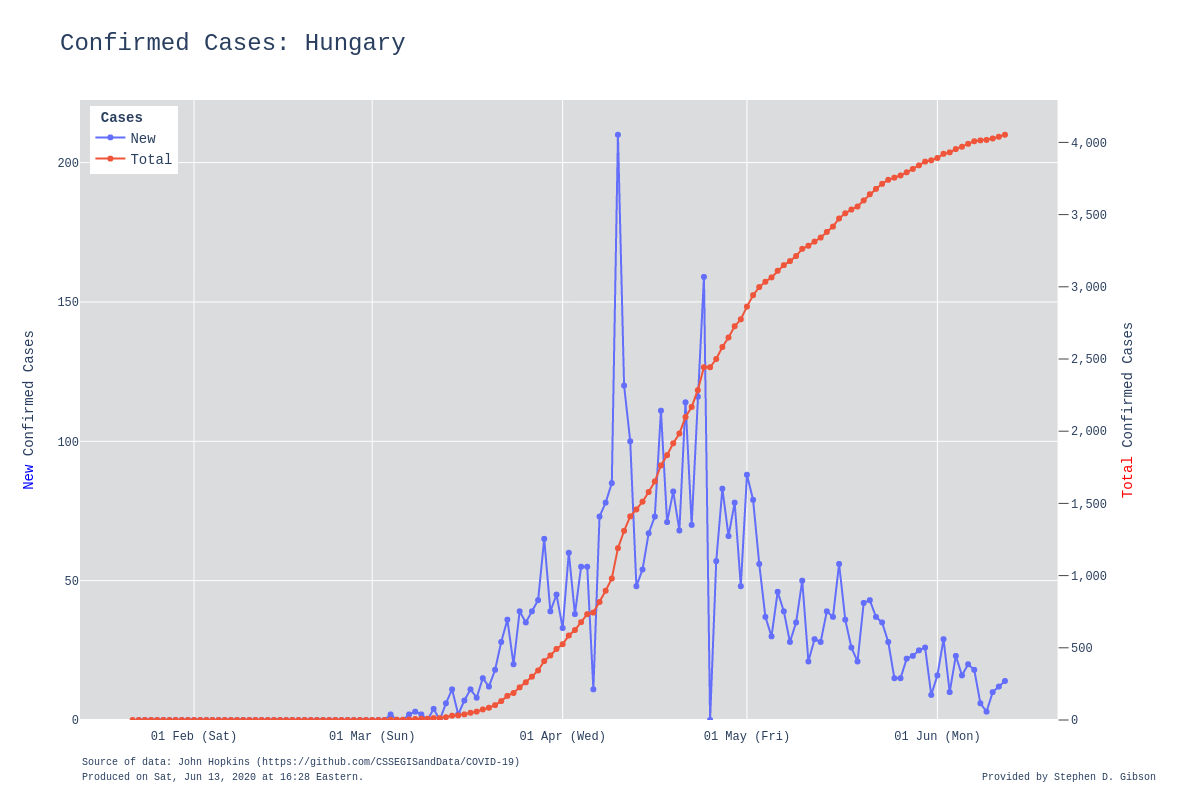 Confirmed Cases: Hungary
Cases
New
Total
200
150
100
50
0
4,000
3,500
3,000
2,500
2,000
1,500
1,000
500
0
New Confirmed Cases
Total Confirmed Cases
01 Feb (Sat)
01 Mar (Sun)
01 Apr (Wed)
01 May (Fri)
01 Jun (Mon)
Source of data: John Hopkins (https://github.com/CSSEGISandData/COVID-19)
Produced on Sat, Jun 13, 2020 at 16:28 Eastern.
Provided by Stephen D. Gibson